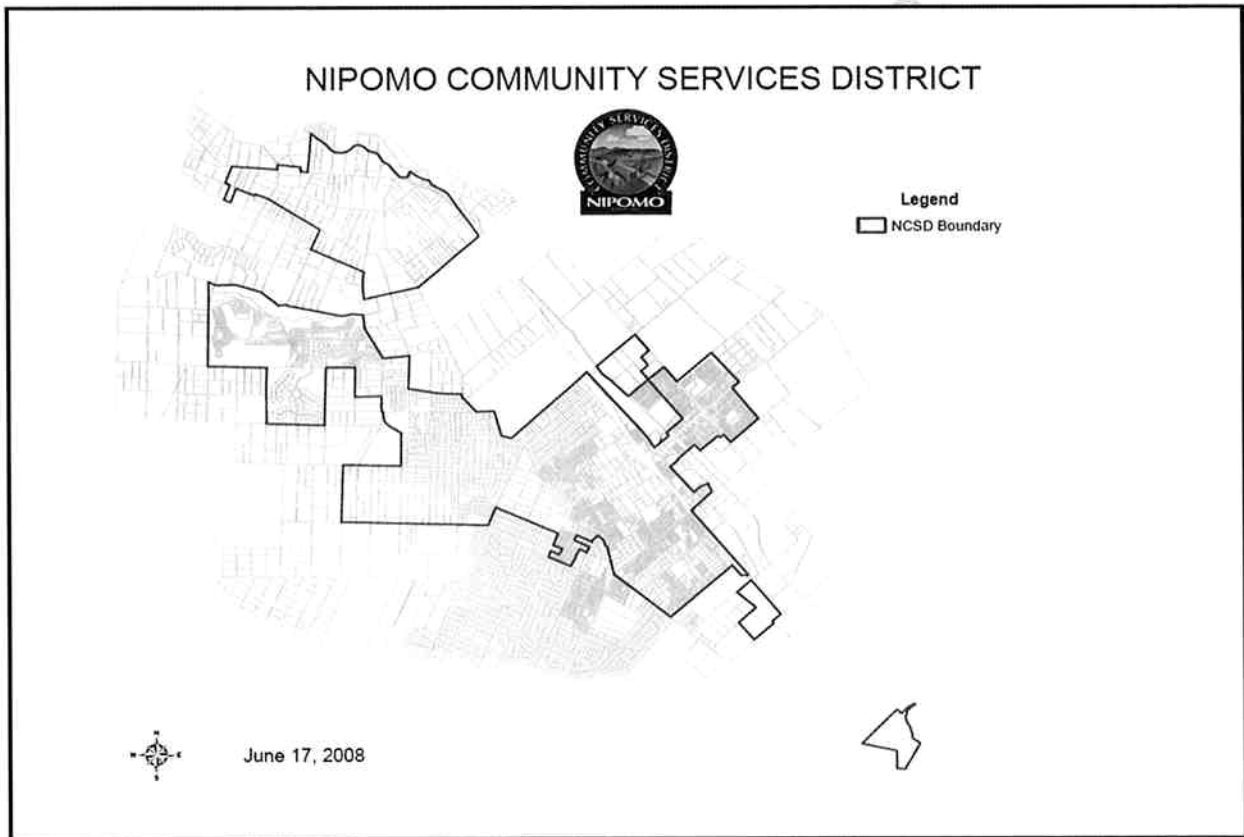 NIPOMO COMMUNITY SERVICES DISTRICT
COMMUNITY SERVICES DISTRICT
NIPOMO
Legend
NCSD Boundary
N
E
S
June 17, 2008